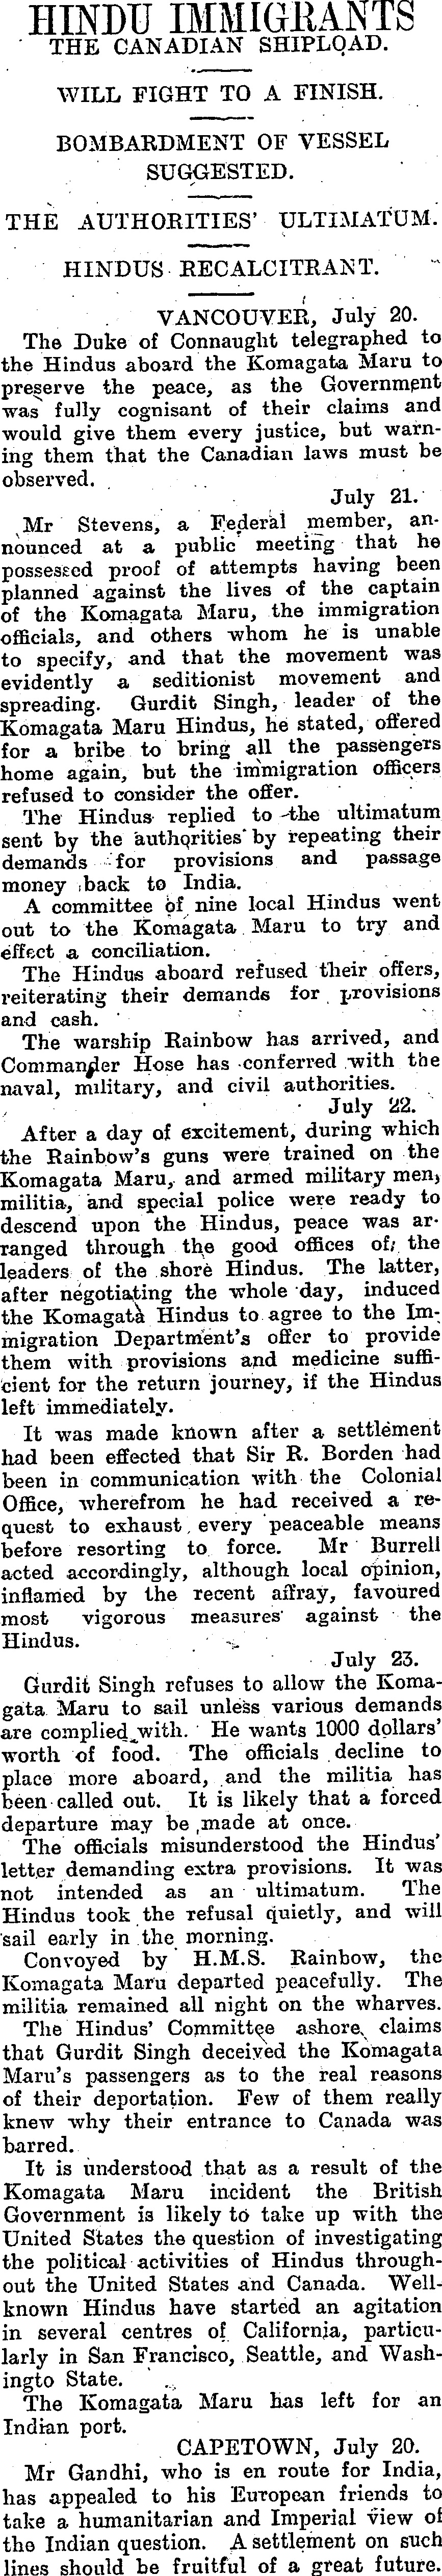 HINDU IMMIGRANTS
THE CANADIAN SHIPLOAD.
WILL FIGHT TO A FINISH.
BOMBARDMENT OF VESSEL
SUGGESTED.
THE AUTHORITIES' ULTIMATUM.
HINDUS RECALCITRANT.
VANCOUVER, July 20.
The Duke of Connaught telegraphed to
the Hindus aboard the Komagata Maru to
preserve the peace, as the Government
was fully cognisant of their claims and
would give them every justice, but warn-
ing them that the Canadian laws must be
observed.
July 21.
Mr Stevens, a Federal member, an-
nounced at a public meeting that he
possessed proof of attempts having been
planned against the lives of the captain
of the Komagata Maru, the immigration
officials, and others whom he is unable
to specify, and that the movement was
evidently a seditionist movement and
spreading. Gurdit Singh, leader of the
Komagata Maru Hindus, he stated, offered
for a bribe to bring all the passengers
home again, but the immigration officers
refused to consider the offer.
The Hindus replied to the ultimatum
sent by the authorities by repeating their
demands for provisions and passage
money back to India.
A committee of nine local Hindus went
out to the Komagata Maru to try and
effect a conciliation.
The Hindus aboard refused their offers,
reiterating their demands for provisions
and cash.
The warship Rainbow has arrived, and
Commander Hose has conferred with the
naval, military, and civil authorities.
July 22.
After a day of excitement, during which
the Rainbow's guns were trained on the
Komagata Maru, and armed military men,
militia, and special police were ready to
descend upon the Hindus, peace was ar-
ranged through the good offices of the
leaders of the shore Hindus. The latter,
after negotiating the whole day, induced
the Komagata Hindus to agree to the Im-
migration Department's offer to provide
them with provisions and medicine suffi-
cient for the return journey, if the Hindus
left immediately.
It was made known after a settlement
had been effected that Sir R. Borden had
been in communication with the Colonial
Office, wherefrom he had received a re-
quest to exhaust every peaceable means
before resorting to force. Mr Burrell
acted accordingly, although local opinion,
inflamed by the recent affray, favoured
most vigorous measures against the
Hindus.
July 23.
Gurdit Singh refuses to allow the Koma-
gata Maru to sail unless various demands
are complied with. He wants 1000 dollars'
worth of food. The officials decline to
place more aboard, and the militia has
been called out. It is likely that a forced
departure may be made at once.
The officials misunderstood the Hindus'
letter demanding extra provisions. It was
not intended as an ultimatum. The
Hindus took the refusal quietly, and will
sail early in the morning.
Convoyed by H.M.S. Rainbow, the
Komagata Maru departed peacefully. The
militia remained all night on the wharves.
The Hindus' Committee ashore claims
that Gurdit Singh deceived the Komagata
Maru's passengers as to the real reasons
of their deportation. Few of them really
knew why their entrance to Canada was
barred.
It is understood that as a result of the
Komagata Maru incident the British
Government is likely to take up with the
United States the question of investigating
the political activities of Hindus through-
out the United States and Canada. Well-
known Hindus have started an agitation
in several centres of California, particu-
larly in San Francisco, Seattle, and Wash-
ingto State.
The Komagata Maru has left for an
Indian port.
CAPETOWN, July 20.
Mr Gandhi, who is en route for India,
has appealed to his European friends to
take a humanitarian and Imperial view of
the Indian question. A settlement on such
lines should be fruitful of a great future.